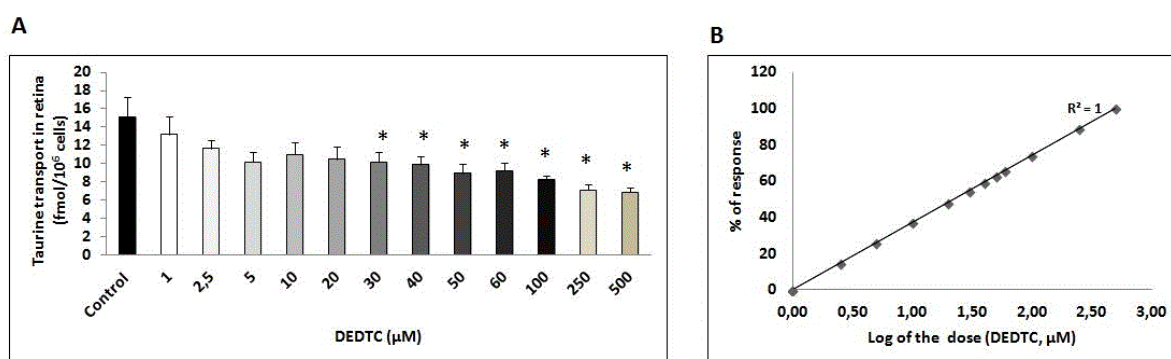 A
Taurine transport in retina
(fmol/10⁶ cells)
20
18
16
14
12
10
8
6
4
2
0
* * * * * * *
Control 1 2,5 5 10 20 30 40 50 60 100 250 500
DEDTC (µM)
B
% of response
120
100
80
60
40
20
0
R² = 1
0,00 0,50 1,00 1,50 2,00 2,50 3,00
Log of the dose (DEDTC, µM)